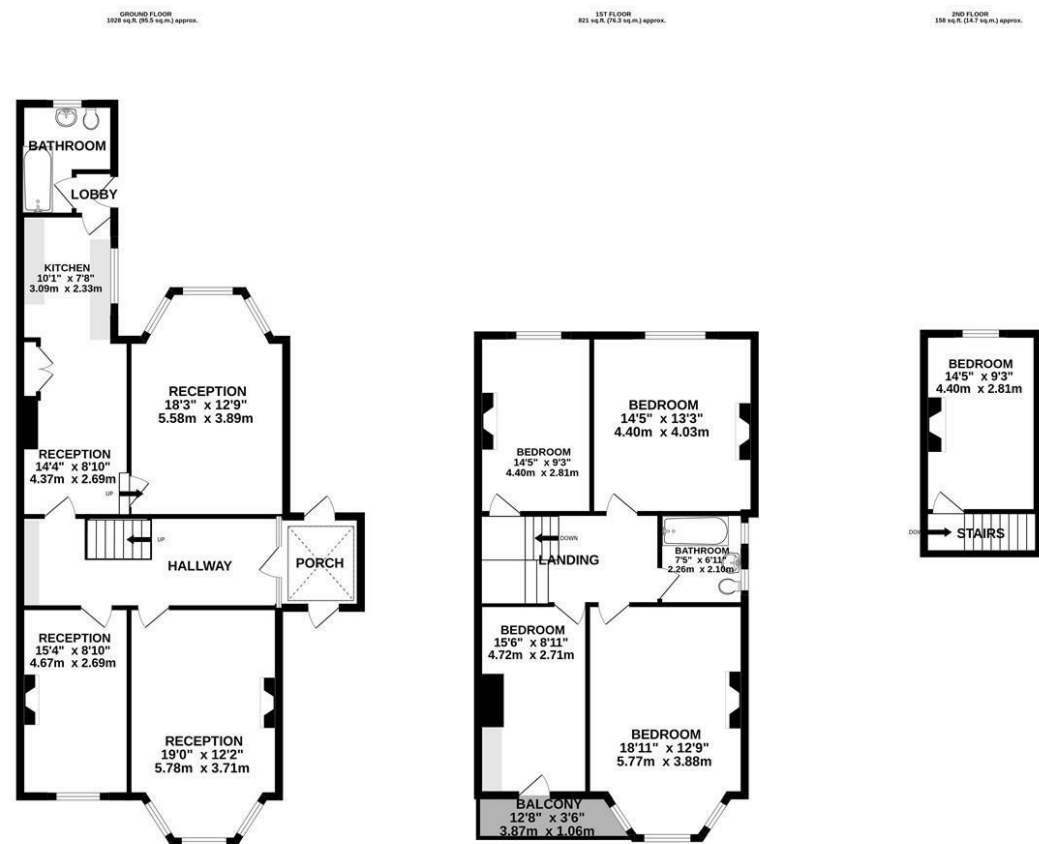 GROUND FLOOR
1028 sq.ft. (95.5 sq.m.) approx.
BATHROOM
LOBBY
KITCHEN
10'1" x 7'8"
3.09m x 2.33m
RECEPTION
18'3" x 12'9"
5.58m x 3.89m
RECEPTION
14'4" x 8'10"
4.37m x 2.69m
UP
UP
HALLWAY
PORCH
RECEPTION
15'4" x 8'10"
4.67m x 2.69m
RECEPTION
19'0" x 12'2"
5.78m x 3.71m
1ST FLOOR
821 sq.ft. (76.3 sq.m.) approx.
BEDROOM
14'5" x 9'3"
4.40m x 2.81m
BEDROOM
14'5" x 13'3"
4.40m x 4.03m
DOWN
LANDING
BATHROOM
7'5" x 6'11"
2.26m x 2.10m
BEDROOM
15'6" x 8'11"
4.72m x 2.71m
BEDROOM
18'11" x 12'9"
5.77m x 3.88m
BALCONY
12'8" x 3'6"
3.87m x 1.06m
2ND FLOOR
158 sq.ft. (14.7 sq.m.) approx.
BEDROOM
14'5" x 9'3"
4.40m x 2.81m
DOWN
STAIRS